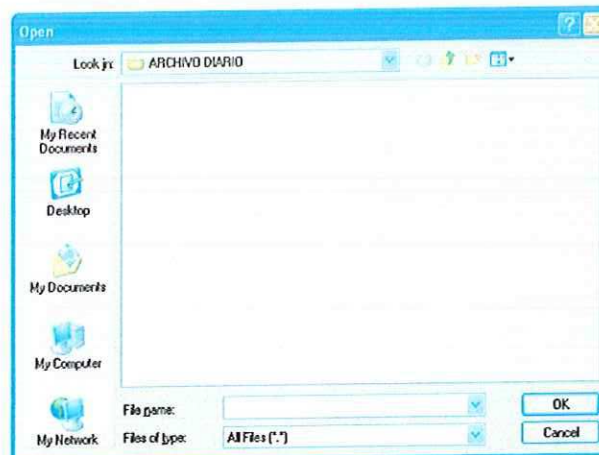 Open
Look in: ARCHIVO DIARIO
My Recent
Documents
Desktop
My Documents
My Computer
My Network
File name:
OK
Files of type: All Files (*.*)
Cancel